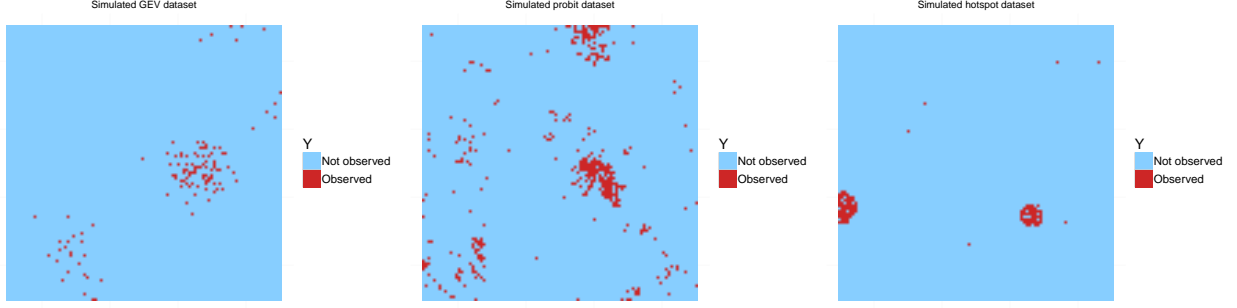 Simulated GEV dataset
Y
Not observed
Observed
Simulated probit dataset
Y
Not observed
Observed
Simulated hotspot dataset
Y
Not observed
Observed